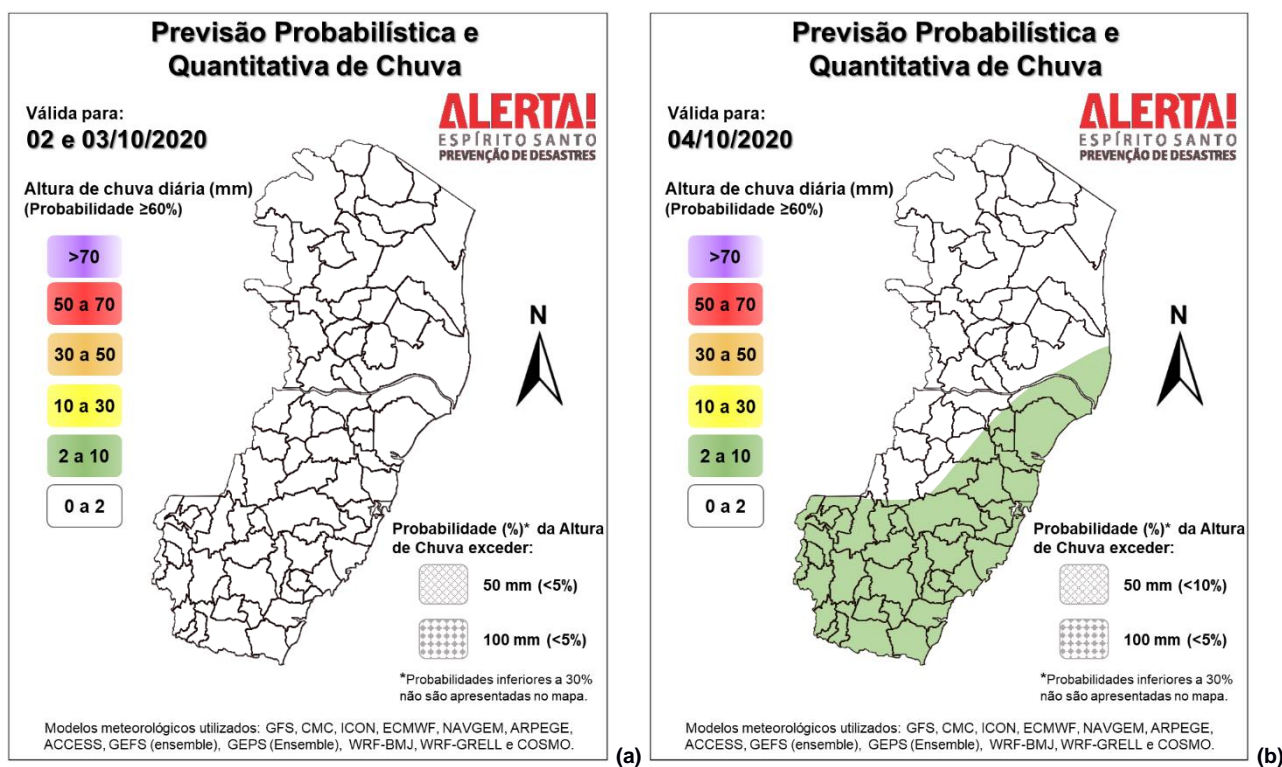 Previsão Probabilística e
Quantitativa de Chuva
Válida para:
02 e 03/10/2020
ALERTA!
ESPÍRITO SANTO
PREVENÇÃO DE DESASTRES
Altura de chuva diária (mm)
(Probabilidade ≥60%)
>70
50 a 70
30 a 50
10 a 30
2 a 10
0 a 2
N
Probabilidade (%)* da Altura
de Chuva exceder:
50 mm (<5%)
100 mm (<5%)
*Probabilidades inferiores a 30%
não são apresentadas no mapa.
Modelos meteorológicos utilizados: GFS, CMC, ICON, ECMWF, NAVGEM, ARPEGE,
ACCESS, GEFS (ensemble), GEPS (Ensemble), WRF-BMJ, WRF-GRELL e COSMO.
(a)
Previsão Probabilística e
Quantitativa de Chuva
Válida para:
04/10/2020
ALERTA!
ESPÍRITO SANTO
PREVENÇÃO DE DESASTRES
Altura de chuva diária (mm)
(Probabilidade ≥60%)
>70
50 a 70
30 a 50
10 a 30
2 a 10
0 a 2
N
Probabilidade (%)* da Altura
de Chuva exceder:
50 mm (<10%)
100 mm (<5%)
*Probabilidades inferiores a 30%
não são apresentadas no mapa.
Modelos meteorológicos utilizados: GFS, CMC, ICON, ECMWF, NAVGEM, ARPEGE,
ACCESS, GEFS (ensemble), GEPS (Ensemble), WRF-BMJ, WRF-GRELL e COSMO.
(b)